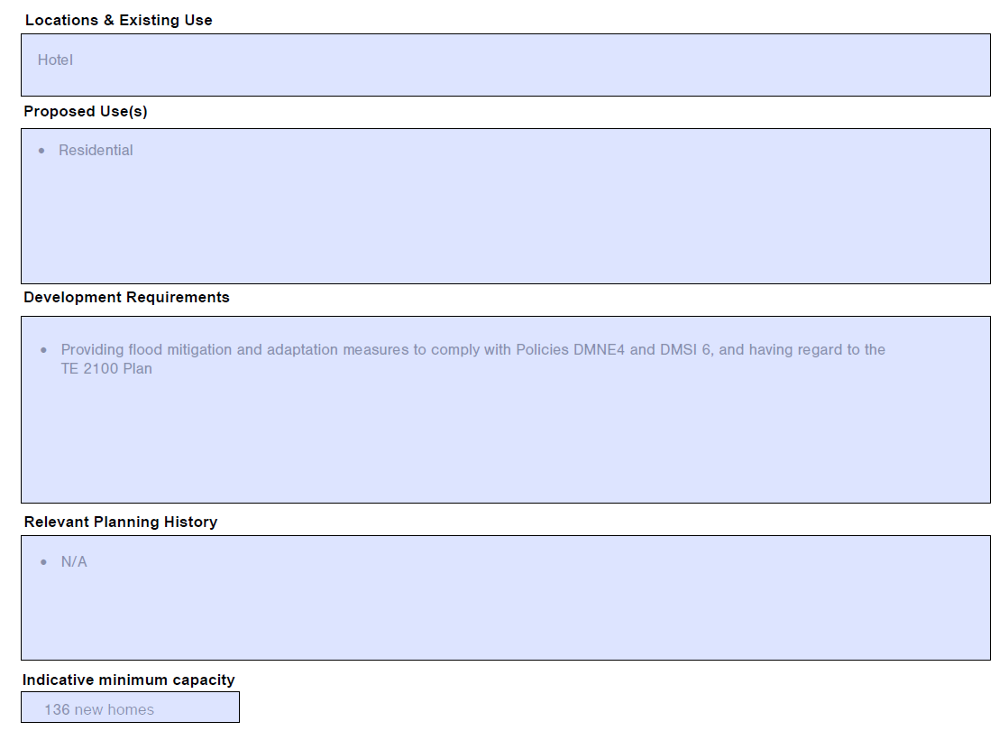 Locations & Existing Use
Hotel
Proposed Use(s)
• Residential
Development Requirements
• Providing flood mitigation and adaptation measures to comply with Policies DMNE4 and DMSI 6, and having regard to the
TE 2100 Plan
Relevant Planning History
• N/A
Indicative minimum capacity
136 new homes